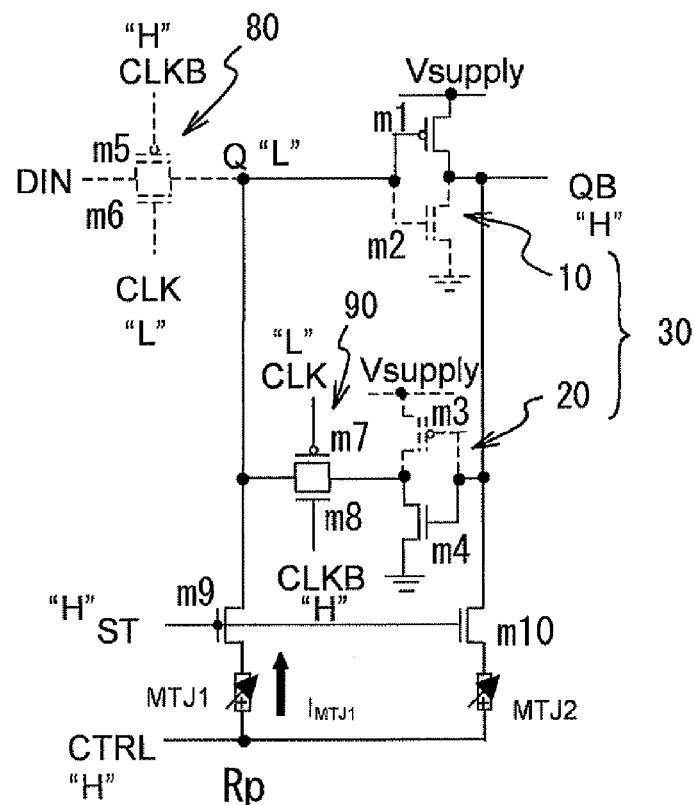 "H"
CLKB
80
Vsupply
m1
m5
Q "L"
DIN
QB
m6
m2
"H"
CLK
10
"L"
90
30
"L"
CLK
Vsupply
m3
20
m7
m8
m4
CLKB
"H"
m9
"H"
ST
m10
MTJ1
IMTJ1
MTJ2
CTRL
"H"
Rp